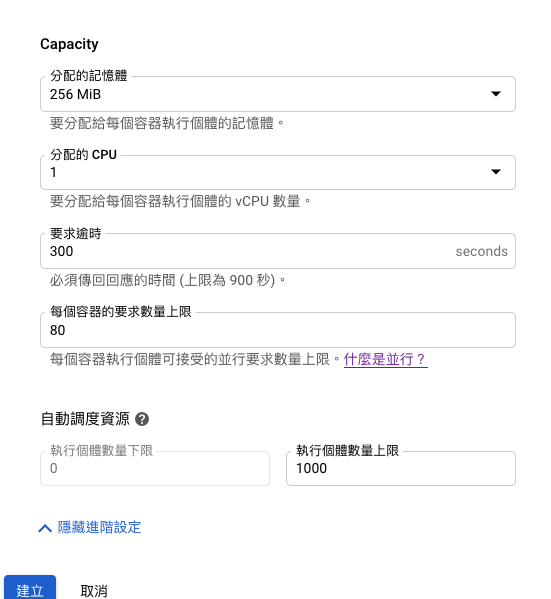 Capacity
分配的記憶體
256 MiB
要分配給每個容器執行個體的記憶體。
分配的 CPU
1
要分配給每個容器執行個體的 vCPU 數量。
要求逾時
300 seconds
必須傳回回應的時間 (上限為 900 秒)。
每個容器的要求數量上限
80
每個容器執行個體可接受的並行要求數量上限。什麼是並行？
自動調度資源 ?
執行個體數量下限 執行個體數量上限
0 1000
隱藏進階設定
建立 取消